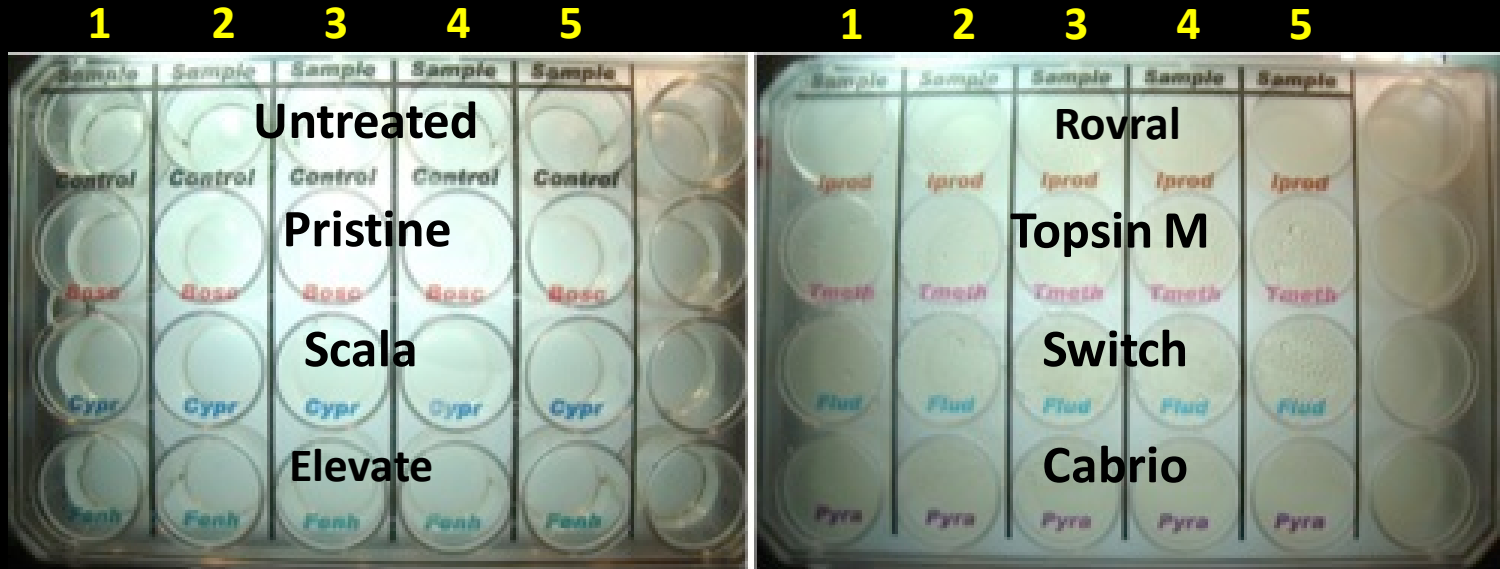 1 2 3 4 5
Sample Sample Sample Sample Sample
Untreated
Control Control Control Control Control
Pristine
Bosc Bosc Bosc Bosc Bosc
Scala
Cypr Cypr Cypr Cypr Cypr
Elevate
Fenh Fenh Fenh Fenh Fenh
1 2 3 4 5
Sample Sample Sample Sample Sample
Rovral
Iprod Iprod Iprod Iprod Iprod
Topsin M
Tmeth Tmeth Tmeth Tmeth Tmeth
Switch
Flud Flud Flud Flud Flud
Cabrio
Pyra Pyra Pyra Pyra Pyra